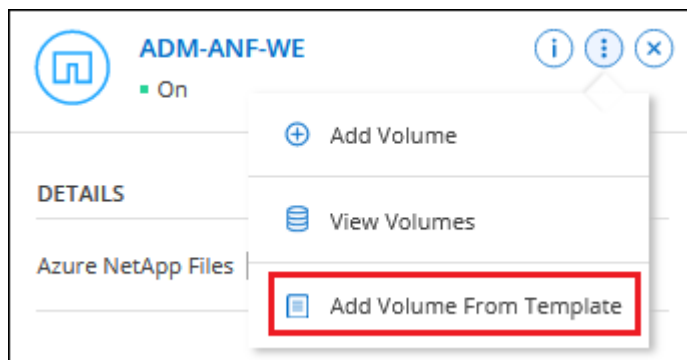 ADM-ANF-WE
On
Add Volume
DETAILS
View Volumes
Azure NetApp Files
Add Volume From Template